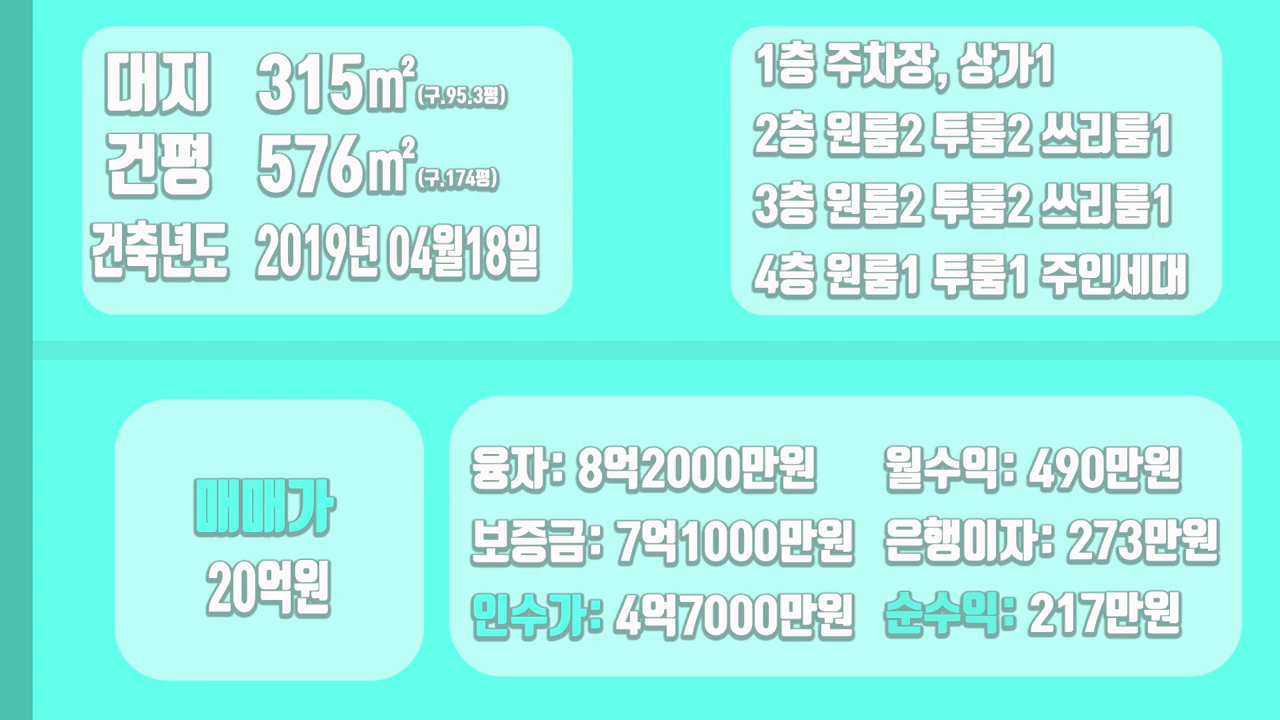 대지 315㎡(구.95.3평)
건평 576㎡(구.174평)
건축년도 2019년 04월18일
1층 주차장, 상가1
2층 원룸2 투룸2 쓰리룸1
3층 원룸2 투룸2 쓰리룸1
4층 원룸1 투룸1 주인세대
매매가
20억원
융자: 8억2000만원
보증금: 7억1000만원
인수가: 4억7000만원
월수익: 490만원
은행이자: 273만원
순수익: 217만원